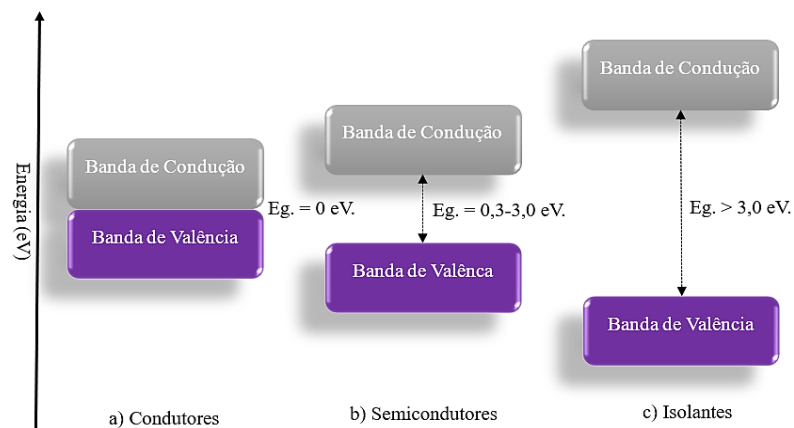 Energia (eV)
Banda de Condução
Banda de Valência
Eg. = 0 eV.
a) Condutores
Banda de Condução
Eg. = 0,3-3,0 eV.
Banda de Valênca
b) Semicondutores
Banda de Condução
Eg. > 3,0 eV.
Banda de Valência
c) Isolantes